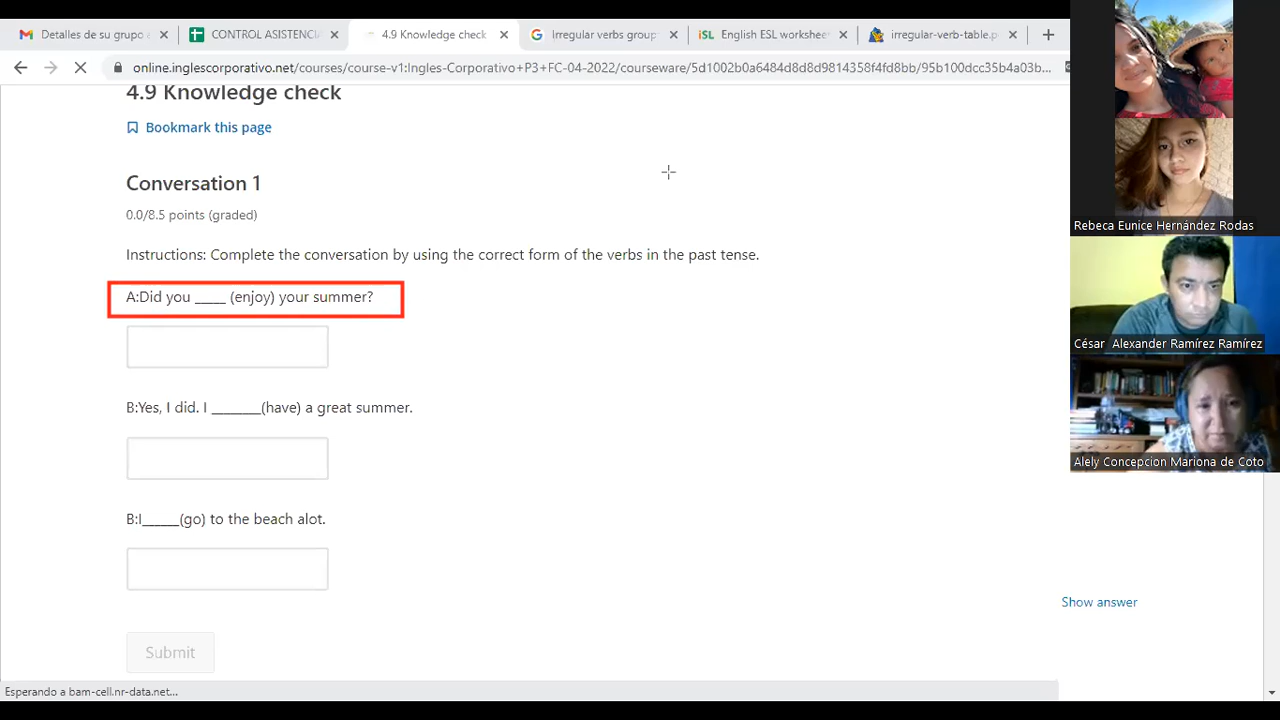 Detalles de su grupo
CONTROL ASISTENCIA
4.9 Knowledge check
Irregular verbs group
English ESL workshee
irregular-verb-table.p
online.inglescorporativo.net/courses/course-v1:Ingles-Corporativo+P3+FC-04-2022/courseware/5d1002b0a6484d8d8d9814358f4fd8bb/95b100dcc35b4a03b...
4.9 Knowledge check
Bookmark this page
Conversation 1
0.0/8.5 points (graded)
Instructions: Complete the conversation by using the correct form of the verbs in the past tense.
A:Did you _____ (enjoy) your summer?
B:Yes, I did. I ________(have) a great summer.
B:I______(go) to the beach alot.
Show answer
Submit
Esperando a bam-cell.nr-data.net...
Rebeca Eunice Hernández Rodas
César Alexander Ramírez Ramírez
Alely Concepcion Mariona de Coto